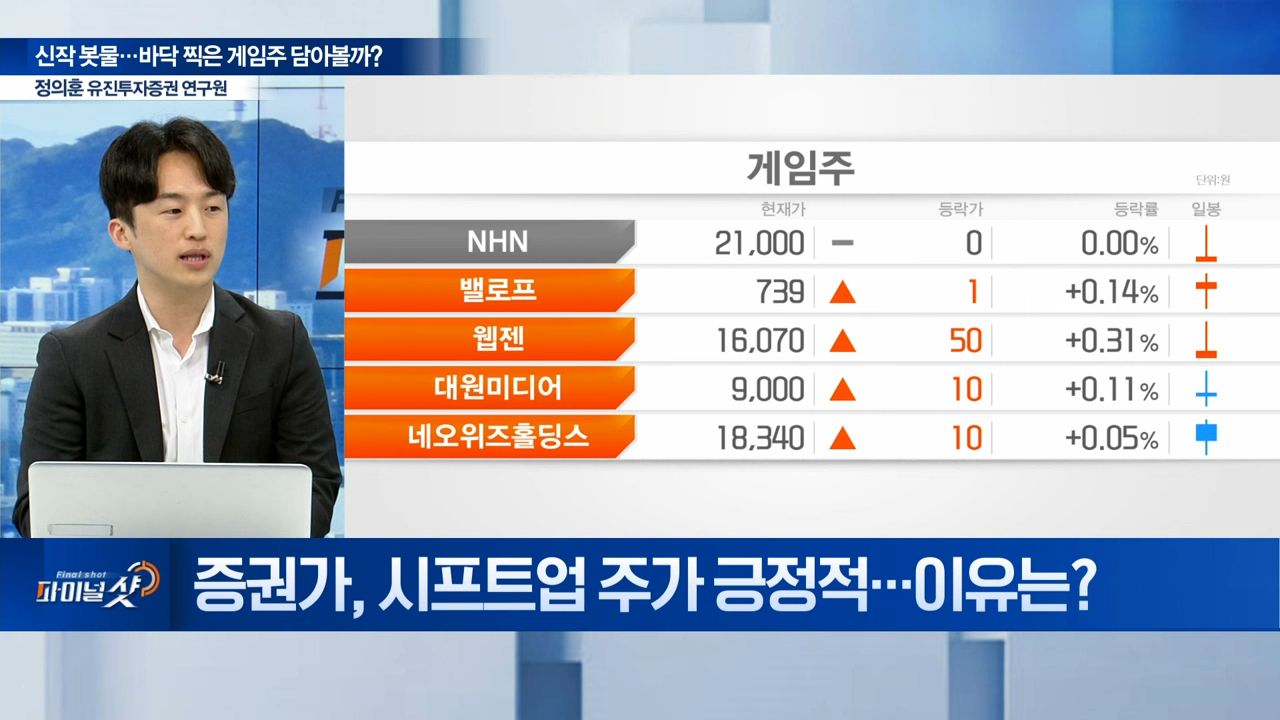 신작 봇물…바닥 찍은 게임주 담아볼까?
정의훈 유진투자증권 연구원
게임주
단위:원
현재가 등락가 등락률 일봉
NHN 21,000 0 0.00%
밸로프 739 ▲ 1 +0.14%
웹젠 16,070 ▲ 50 +0.31%
대원미디어 9,000 ▲ 10 +0.11%
네오위즈홀딩스 18,340 ▲ 10 +0.05%
Final shot
파이널샷
증권가, 시프트업 주가 긍정적…이유는?